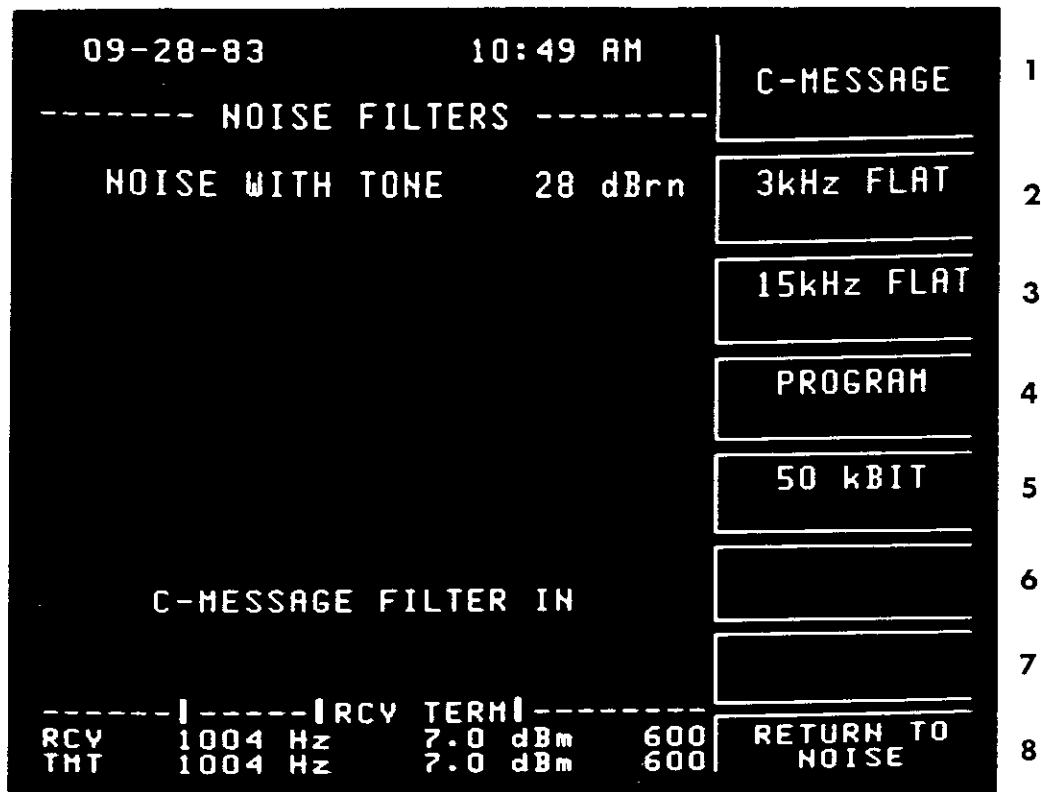 09-28-83 10:49 AM
------- NOISE FILTERS --------
NOISE WITH TONE 28 dBrn
C-MESSAGE FILTER IN
------|-----|RCV TERM|--------
RCV 1004 Hz 7.0 dBm 600
TMT 1004 Hz 7.0 dBm 600
C-MESSAGE
1
3kHz FLAT
2
15kHz FLAT
3
PROGRAM
4
50 kBIT
5
6
7
RETURN TO
NOISE
8